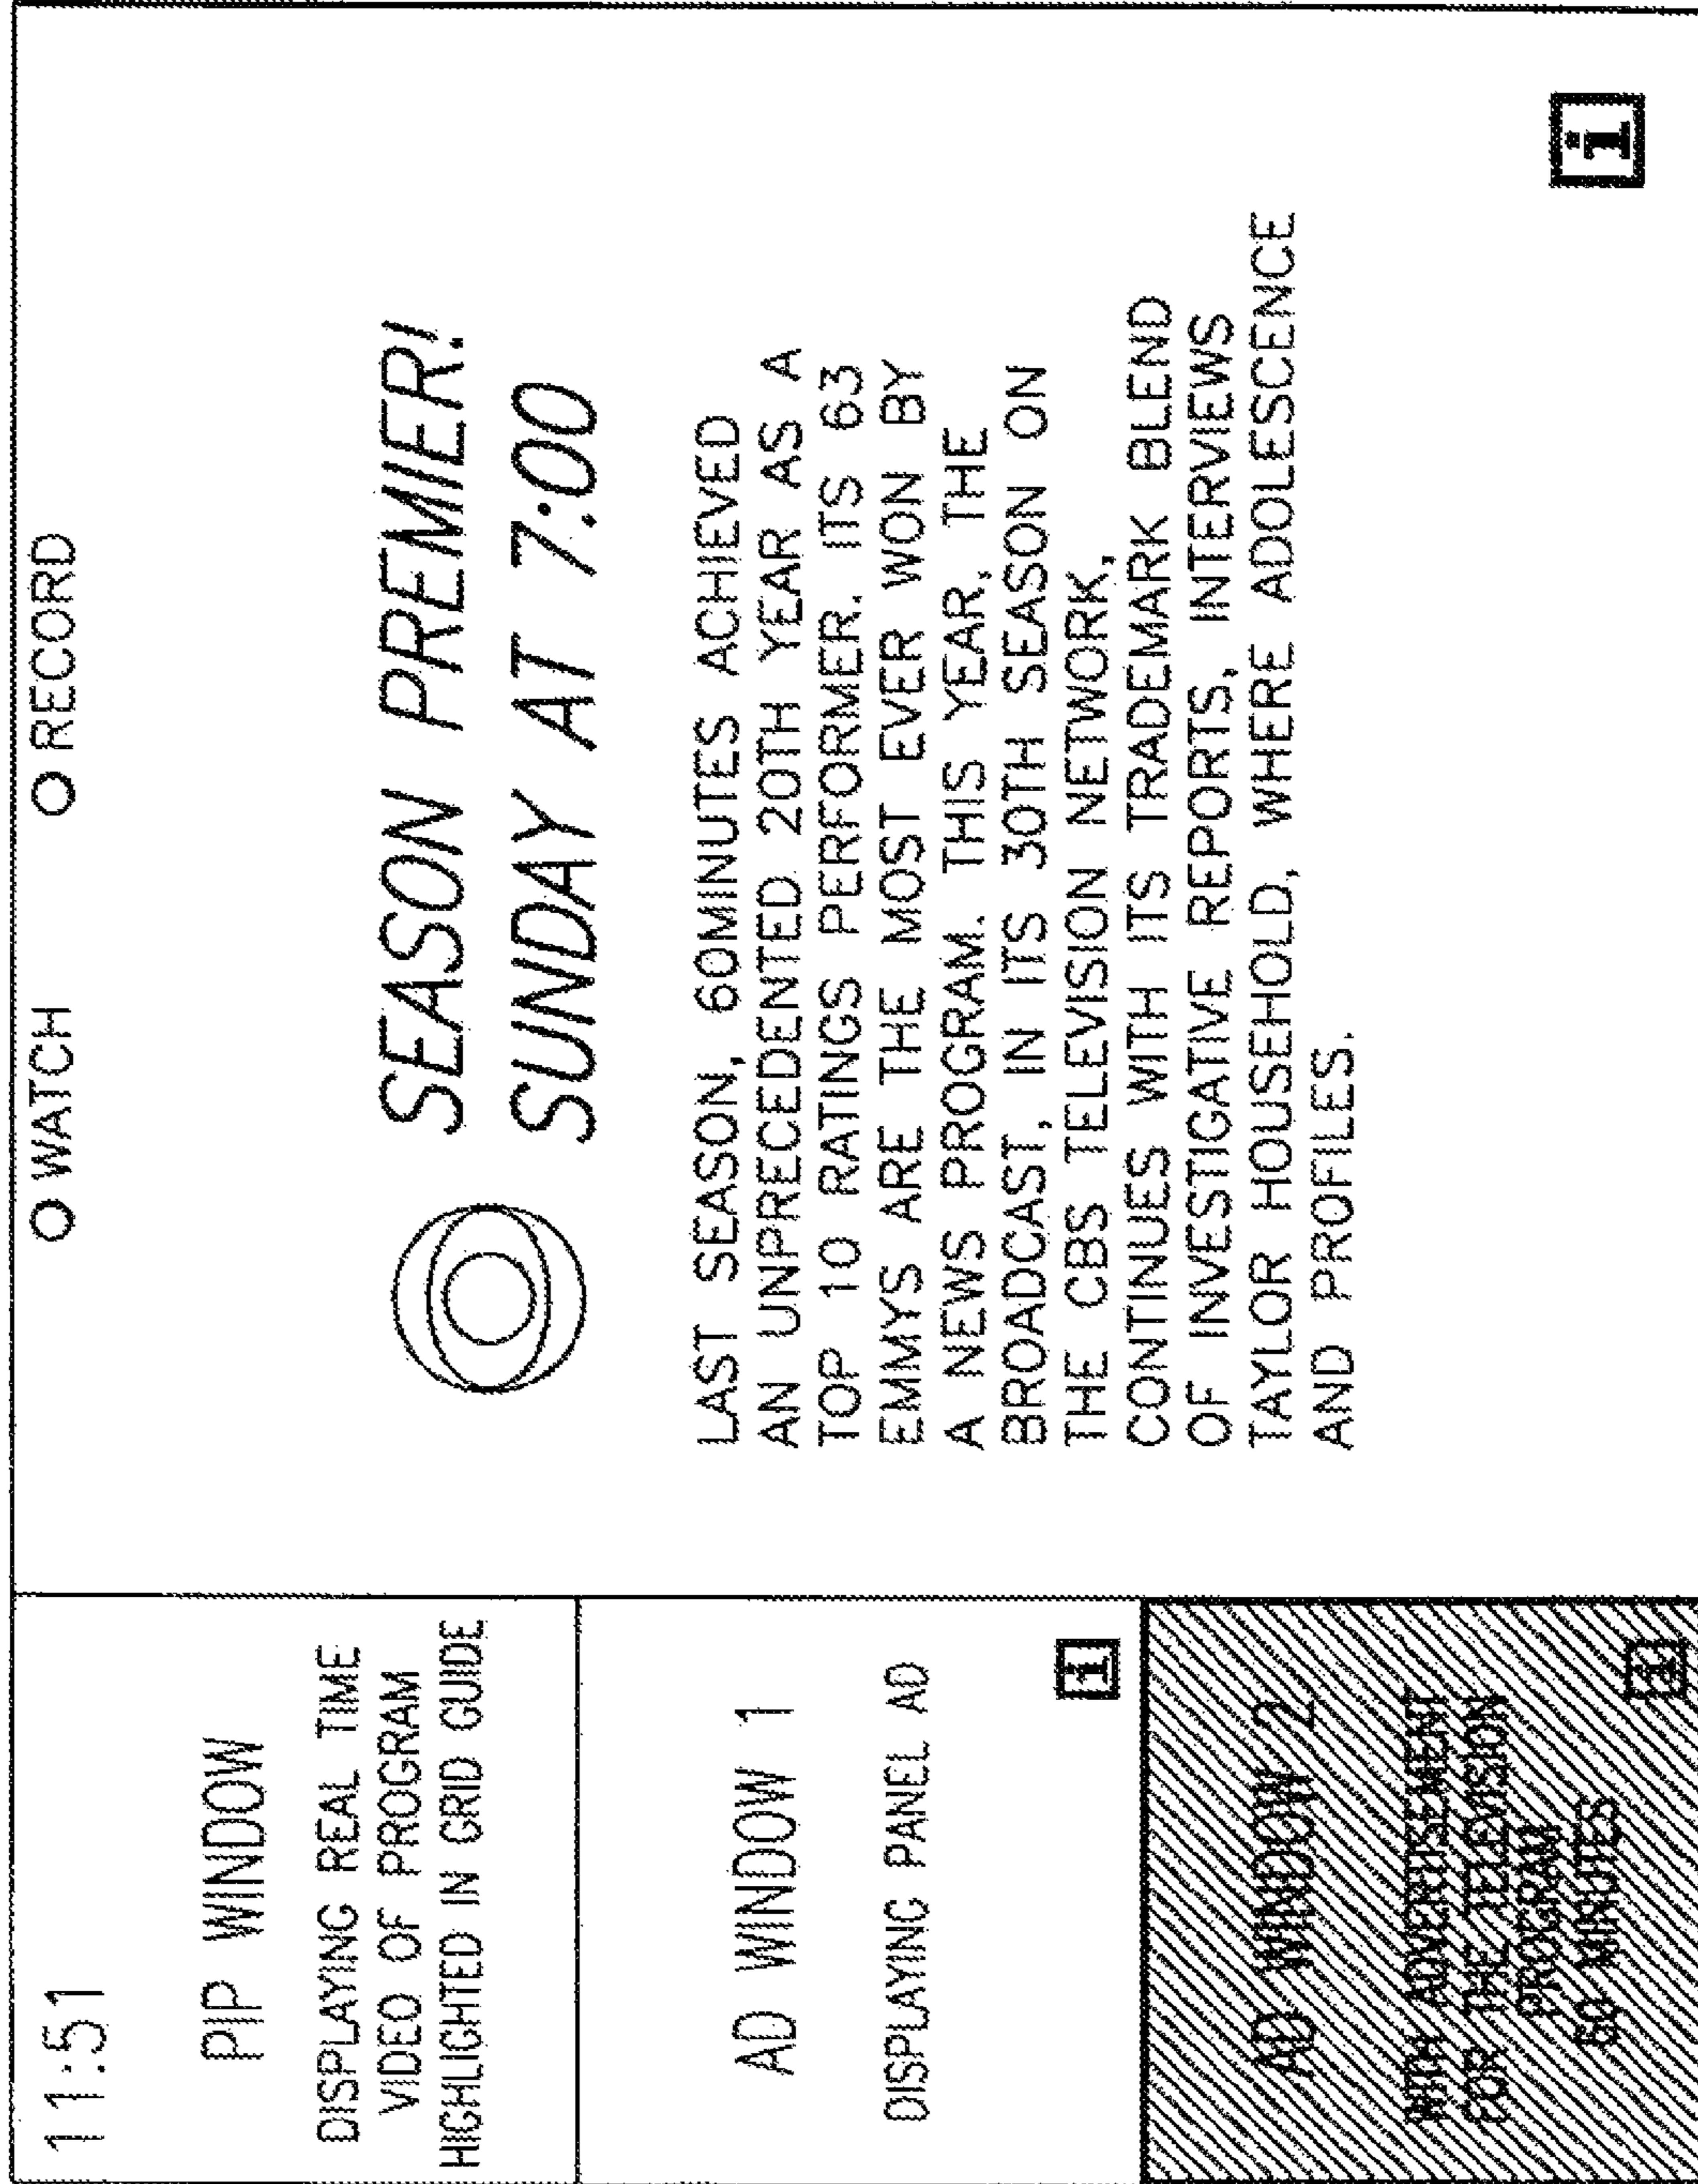 11:51
PIP WINDOW
DISPLAYING REAL TIME
VIDEO OF PROGRAM
HIGHLIGHTED IN GRID GUIDE
AD WINDOW 1
DISPLAYING PANEL AD
i
AD WINDOW 2
WITH ADVERTISEMENT
FOR THE TELEVISION
PROGRAM
60 MINUTES
i
O WATCH O RECORD
SEASON PREMIER!
SUNDAY AT 7:00
LAST SEASON, 60MINUTES ACHIEVED
AN UNPRECEDENTED 20TH YEAR AS A
TOP 10 RATINGS PERFORMER. ITS 63
EMMYS ARE THE MOST EVER WON BY
A NEWS PROGRAM. THIS YEAR, THE
BROADCAST, IN ITS 30TH SEASON ON
THE CBS TELEVISION NETWORK,
CONTINUES WITH ITS TRADEMARK BLEND
OF INVESTIGATIVE REPORTS, INTERVIEWS
TAYLOR HOUSEHOLD, WHERE ADOLESCENCE
AND PROFILES.
i